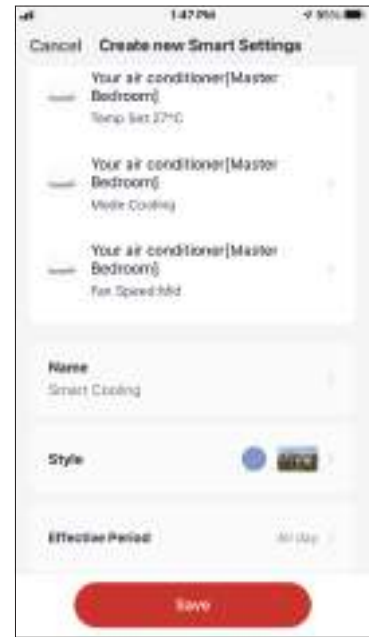 1:47 PM
Cancel Create new Smart Settings
Your air conditioner[Master
Bedroom]
Temp Set 27°C
Your air conditioner[Master
Bedroom]
Mode Cooling
Your air conditioner[Master
Bedroom]
Fan Speed Mid
Name
Smart Cooling
Style
Effective Period All day
Save